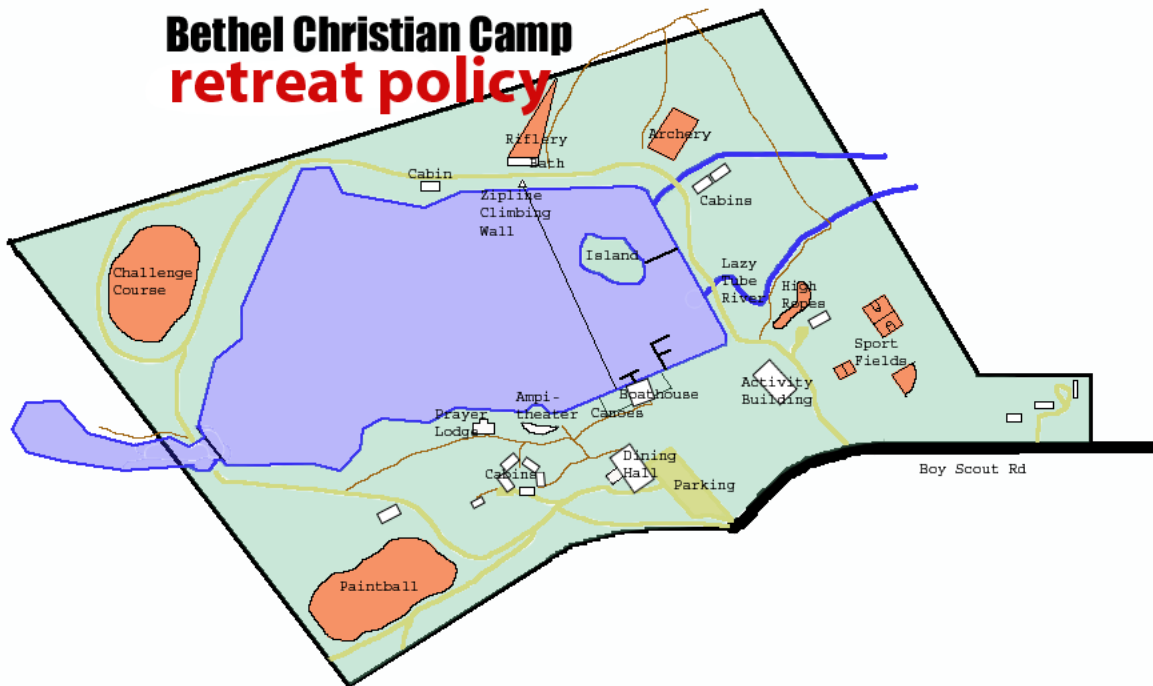 Bethel Christian Camp
retreat policy
Riflery
Bath
Archery
Cabin
Zipline
Climbing
Wall
Cabins
Island
Challenge
Course
Lazy
Tube
River
High
Ropes
Sport
Fields
Activity
Building
Boathouse
Canoes
Ampi-
theater
Prayer
Lodge
Cabins
Dining
Hall
Parking
Boy Scout Rd
Paintball